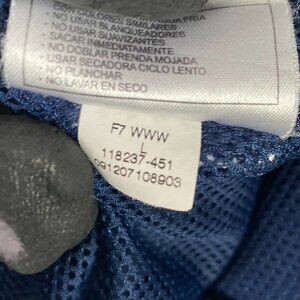 CON COLORES SIMILARES
- NO USAR BLANQUEADORES
- NO USAR SUAVIZANTES
- SACAR INMEDIATAMENTE
- NO DOBLAR PRENDA MOJADA
- USAR SECADORA CICLO LENTO
- NO PLANCHAR
- NO LAVAR EN SECO
F7 WWW
L
118237-451
091207108903